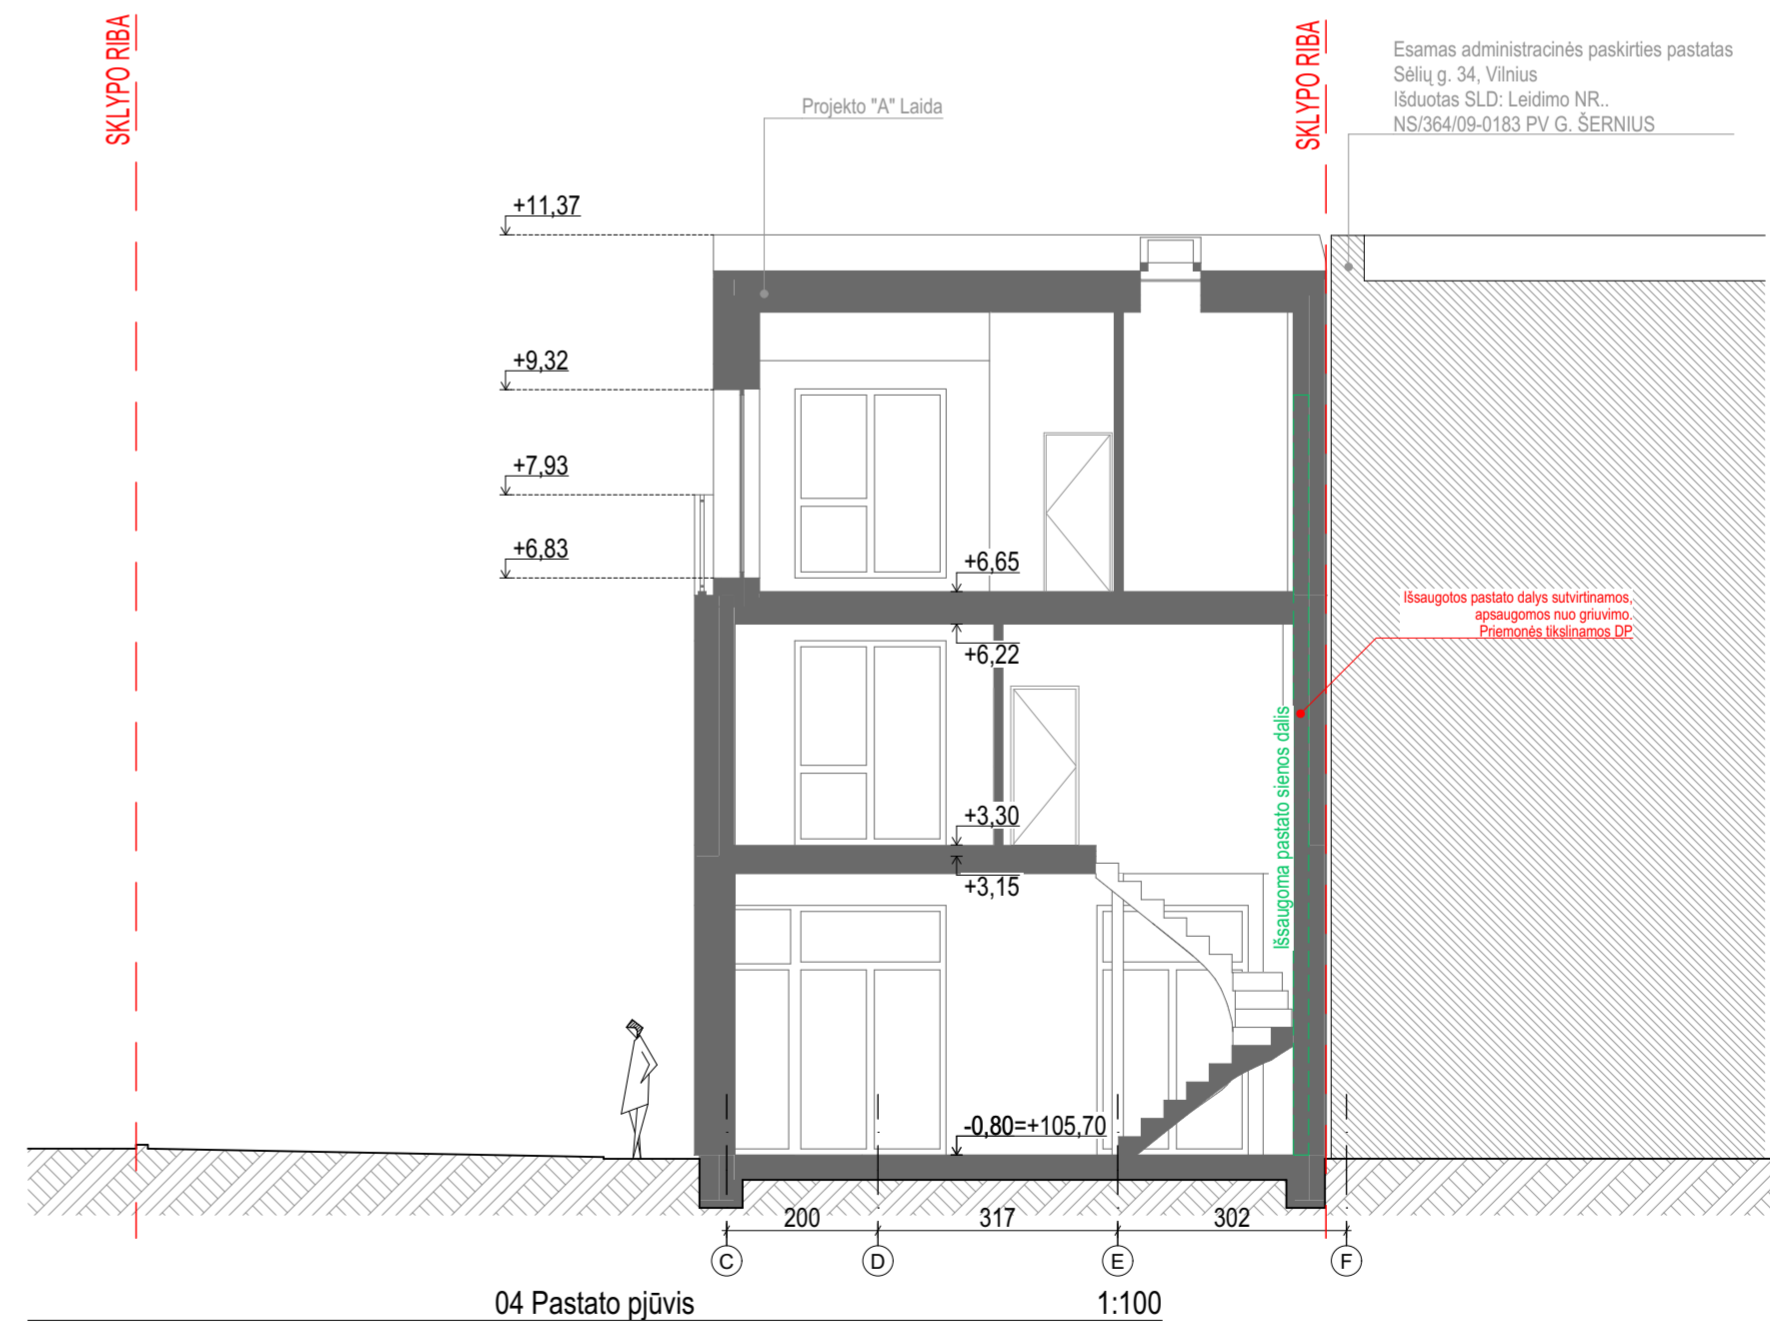 SKLYPO RIBA
SKLYPO RIBA
Esamas administracinės paskirties pastatas
Sėlių g. 34, Vilnius
Išduotas SLD: Leidimo NR..
NS/364/09-0183 PV G. ŠERNIUS
Projekto "A" Laida
+11,37
+9,32
+7,93
+6,83
+6,65
+6,22
+3,30
+3,15
-0,80=+105,70
Išsaugotos pastato dalys sutvirtinamos,
apsaugomos nuo griuvimo.
Priemonės tikslinamos DP
Išsaugoma pastato sienos dalis
200 317 302
C D E F
04 Pastato pjūvis 1:100